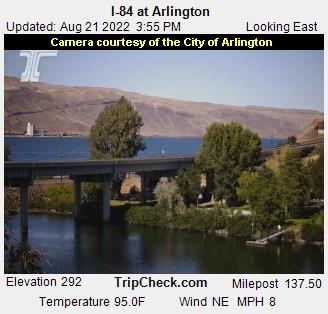 I-84 at Arlington
Updated: Aug 21 2022  3:55 PM  Looking East
Camera courtesy of the City of Arlington
Elevation 292  TripCheck.com  Milepost 137.50
Temperature 95.0F  Wind NE MPH 8